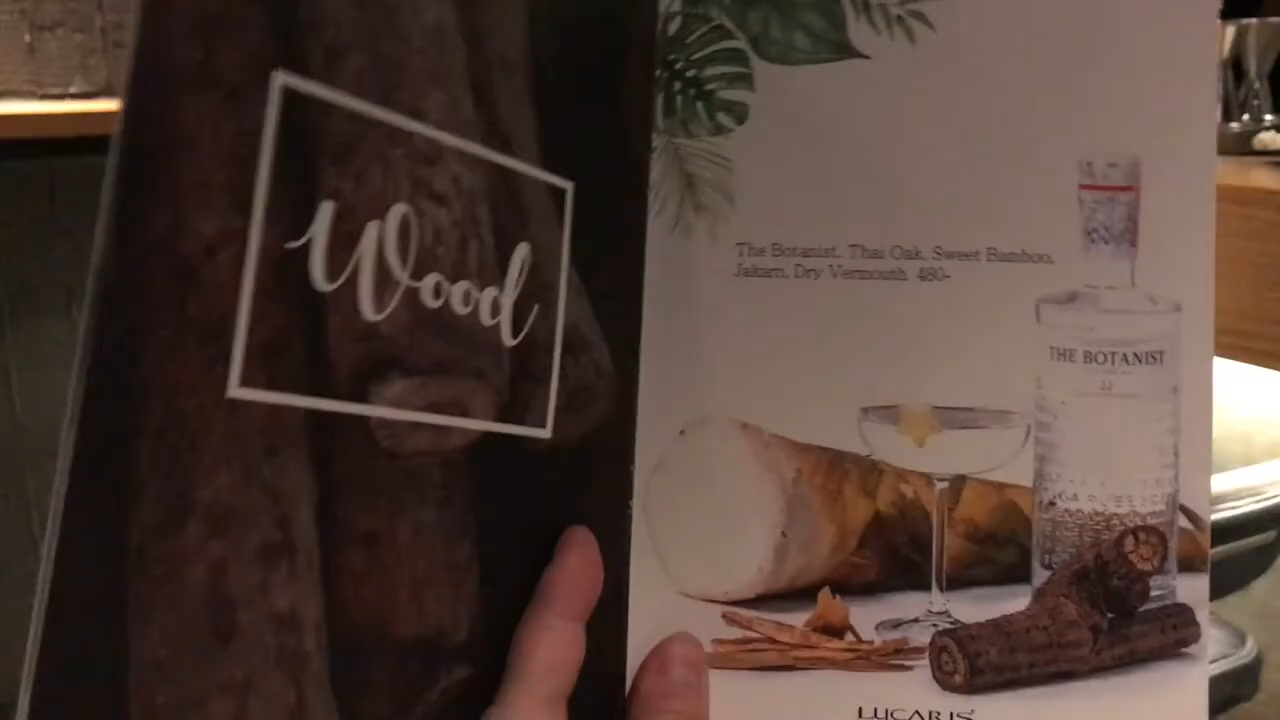 Wood
The Botanist, Thai Oak, Sweet Bamboo,
Jakarn, Dry Vermouth 480-
THE BOTANIST
LUCARIS